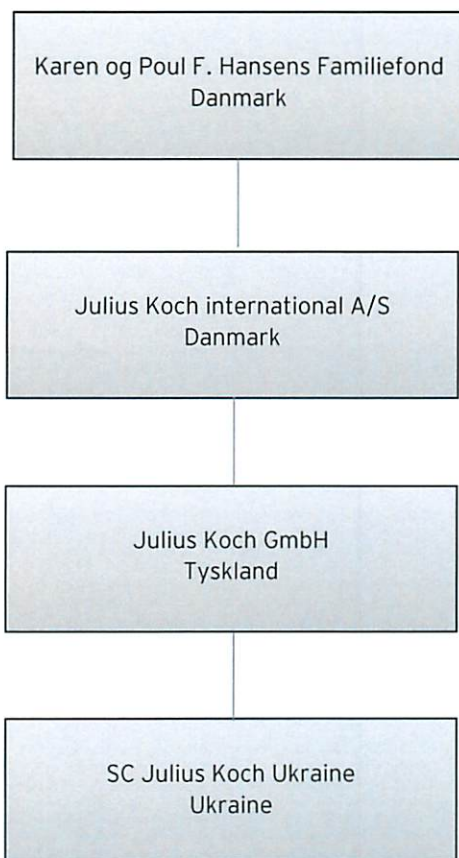 Karen og Poul F. Hansens Familiefond
Danmark
Julius Koch international A/S
Danmark
Julius Koch GmbH
Tyskland
SC Julius Koch Ukraine
Ukraine